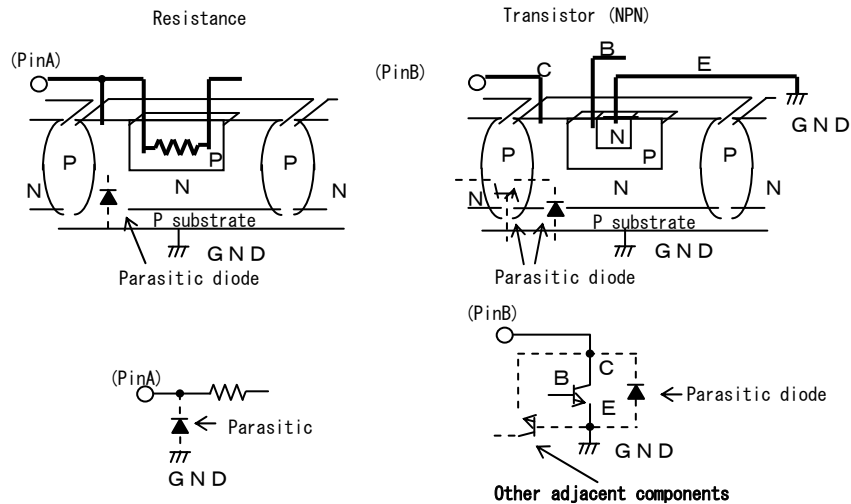 Resistance
(PinA)
P
P
P
N
N
N
P substrate
GND
Parasitic diode
Transistor (NPN)
(PinB)
C
B
E
GND
N
P
P
P
N
N
N
P substrate
GND
Parasitic diode
(PinA)
Parasitic
GND
(PinB)
C
B
E
Parasitic diode
GND
Other adjacent components